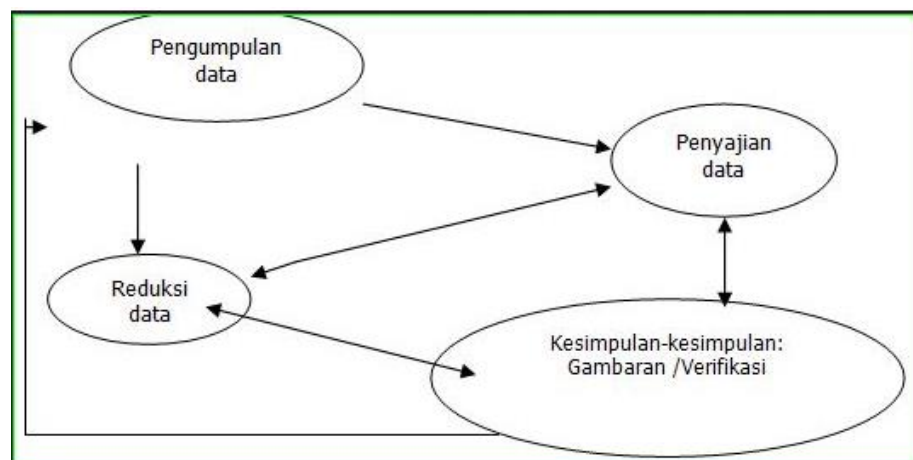 Pengumpulan
data
Penyajian
data
Reduksi
data
Kesimpulan-kesimpulan:
Gambaran /Verifikasi